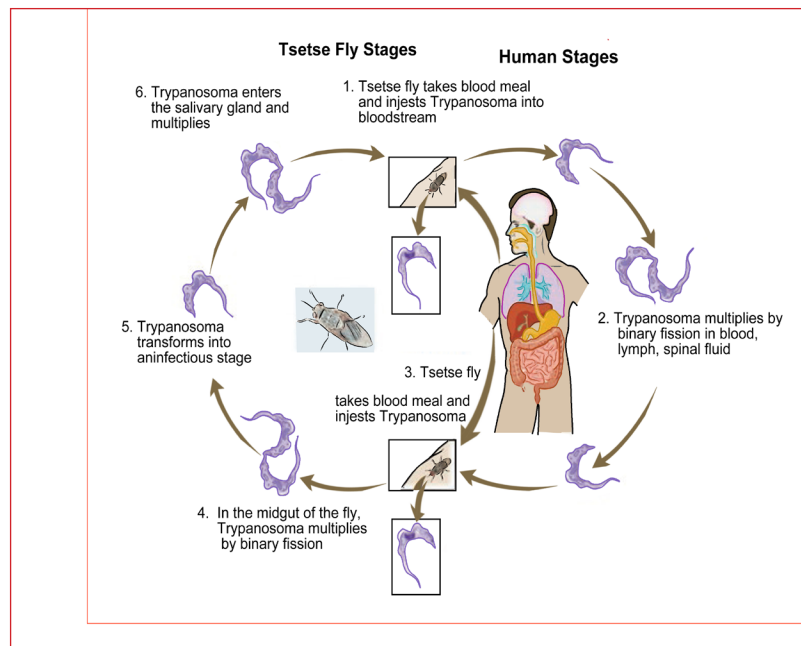 Tsetse Fly Stages
Human Stages
1. Tsetse fly takes blood meal
and injests Trypanosoma into
bloodstream
2. Trypanosoma multiplies by
binary fission in blood,
lymph, spinal fluid
3. Tsetse fly
takes blood meal and
injests Trypanosoma
4. In the midgut of the fly,
Trypanosoma multiplies
by binary fission
5. Trypanosoma
transforms into
aninfectious stage
6. Trypanosoma enters
the salivary gland and
multiplies